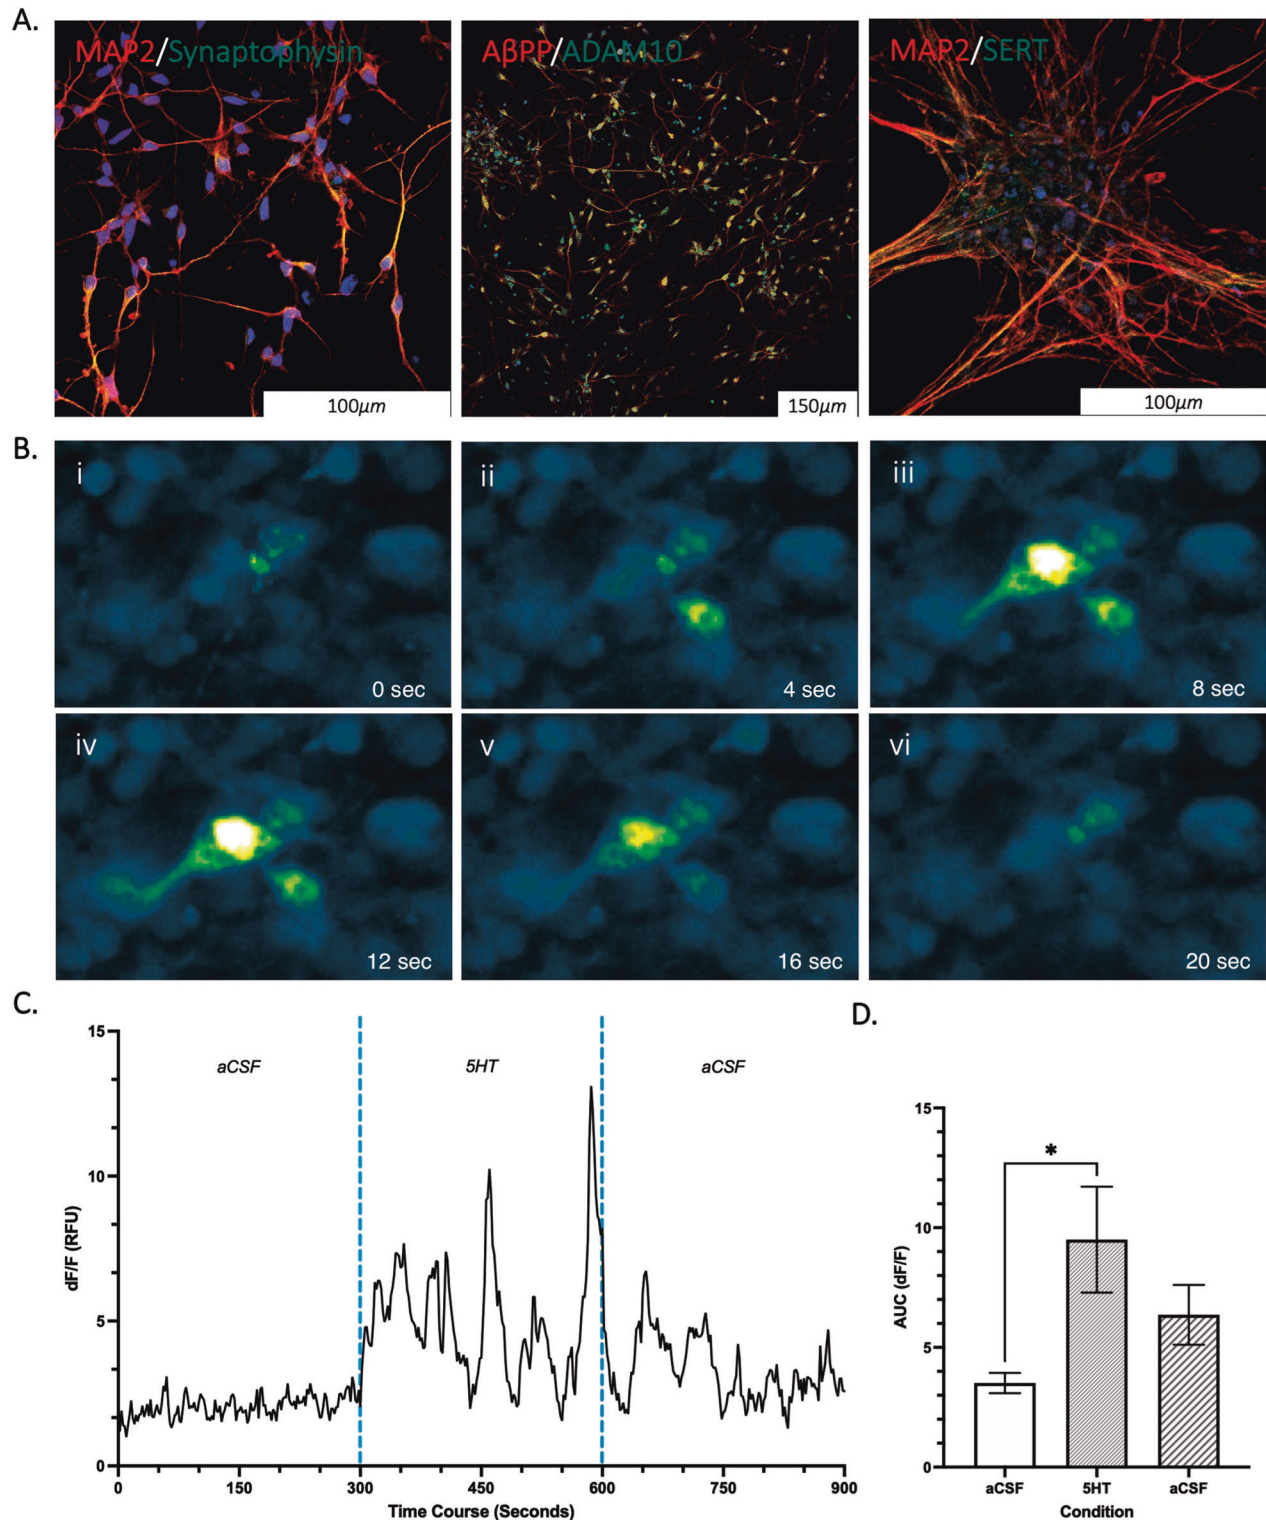 A.
MAP2/Synaptophysin
AβPP/ADAM10
MAP2/SERT
100μm
150μm
100μm
B.
i
ii
iii
0 sec
4 sec
8 sec
iv
v
vi
12 sec
16 sec
20 sec
C.
15
10
5
0
dF/F (RFU)
aCSF
5HT
aCSF
0
150
300
450
600
750
900
Time Course (Seconds)
D.
15
10
5
0
AUC (dF/F)
*
aCSF
5HT
aCSF
Condition